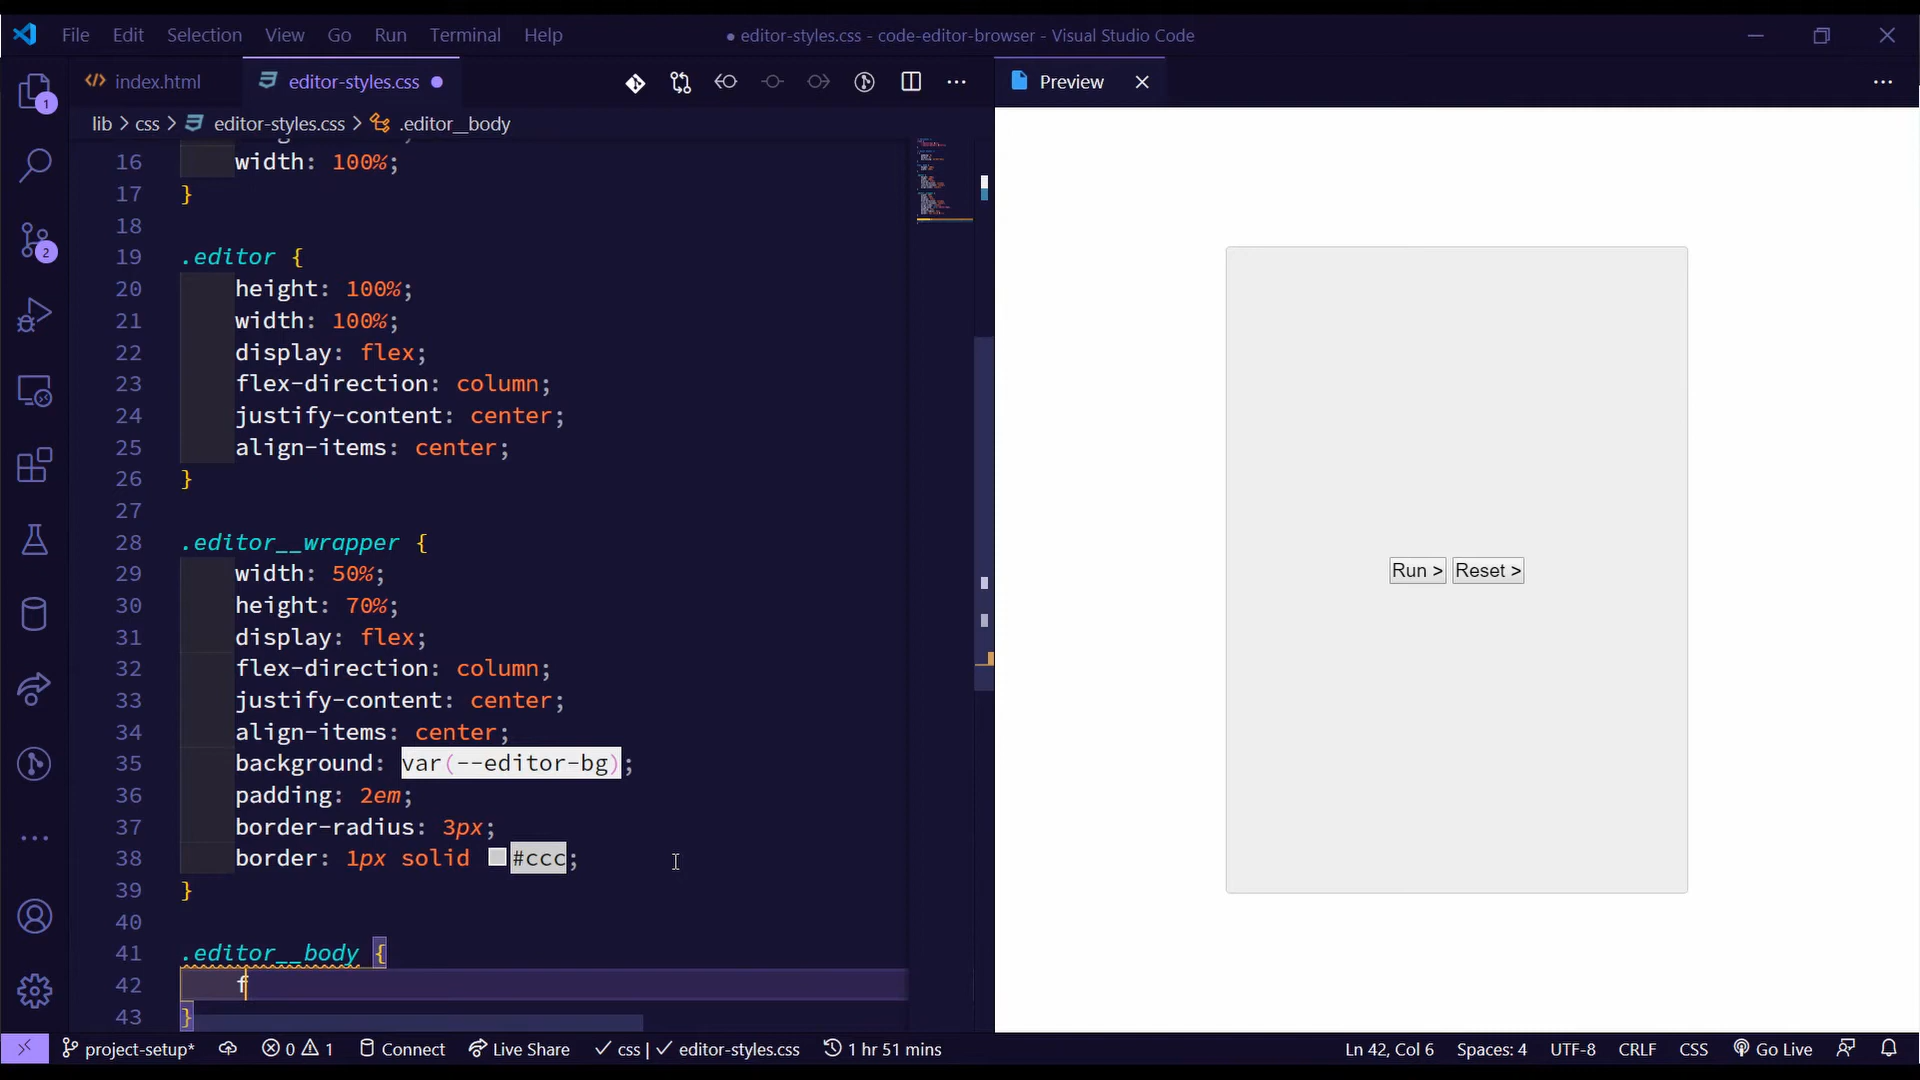 File Edit Selection View Go Run Terminal Help
● editor-styles.css - code-editor-browser - Visual Studio Code
index.html
editor-styles.css ●
Preview
lib > css > editor-styles.css > .editor__body
16 width: 100%;
17 }
18
19 .editor {
20 height: 100%;
21 width: 100%;
22 display: flex;
23 flex-direction: column;
24 justify-content: center;
25 align-items: center;
26 }
27
28 .editor__wrapper {
29 width: 50%;
30 height: 70%;
31 display: flex;
32 flex-direction: column;
33 justify-content: center;
34 align-items: center;
35 background: var(--editor-bg);
36 padding: 2em;
37 border-radius: 3px;
38 border: 1px solid #ccc;
39 }
40
41 .editor__body {
42 f
43 }
1
2
Run > Reset >
project-setup* 0 1 Connect Live Share css | editor-styles.css 1 hr 51 mins Ln 42, Col 6 Spaces: 4 UTF-8 CRLF CSS Go Live